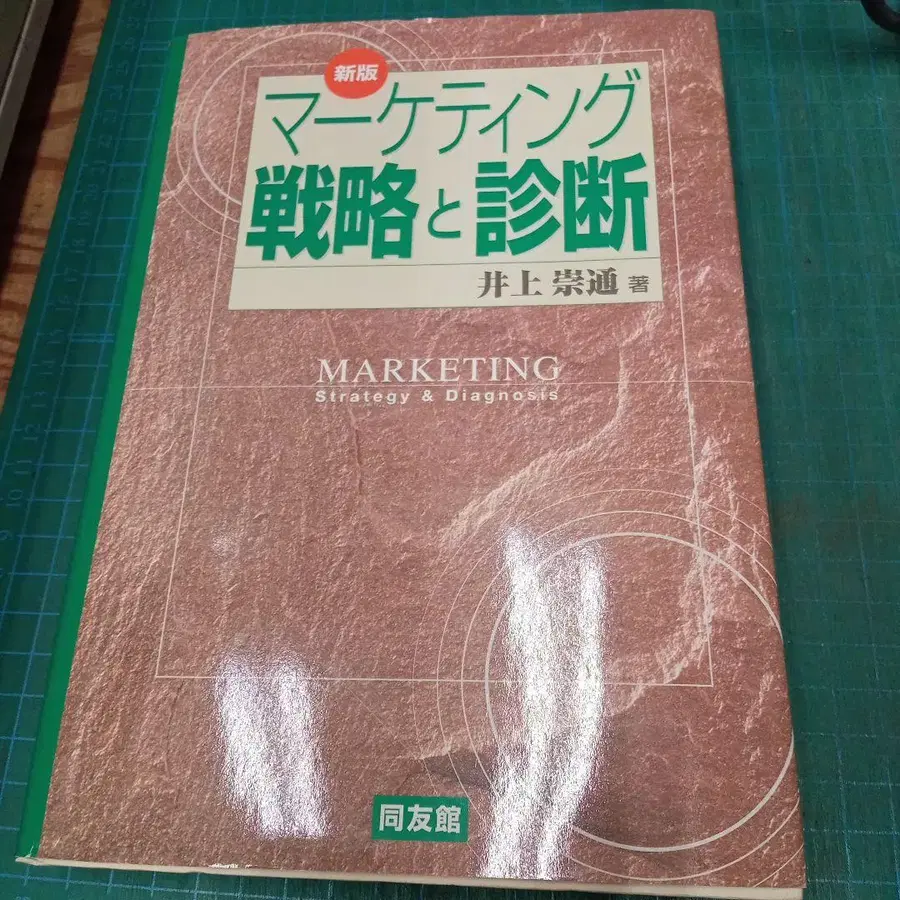 新版
マーケティング
戦略と診断
井上 崇通 著
MARKETING
Strategy & Diagnosis
同友館